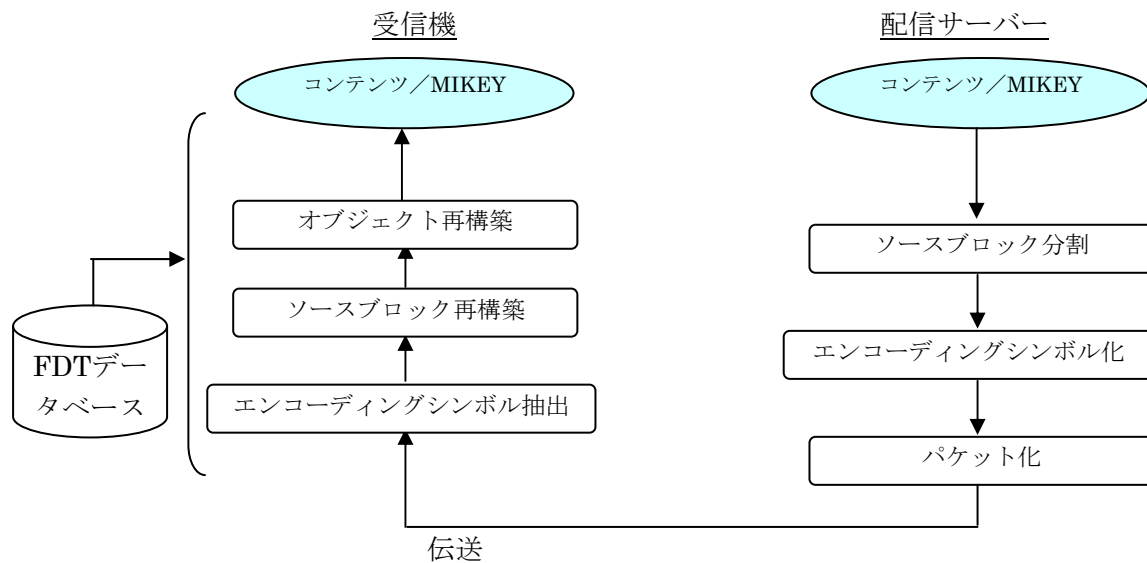 受信機
配信サーバー
コンテンツ／MIKEY
コンテンツ／MIKEY
オブジェクト再構築
ソースブロック分割
ソースブロック再構築
エンコーディングシンボル化
FDTデー
タベース
エンコーディングシンボル抽出
パケット化
伝送